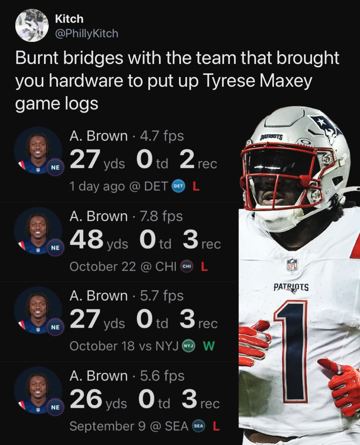 Kitch
@PhillyKitch
Burnt bridges with the team that brought
you hardware to put up Tyrese Maxey
game logs
A. Brown · 4.7 fps
NE
27 yds 0 td 2 rec
1 day ago @ DET DET L
A. Brown · 7.8 fps
NE
48 yds 0 td 3 rec
October 22 @ CHI CHI L
A. Brown · 5.7 fps
NE
27 yds 0 td 3 rec
October 18 vs NYJ NYJ W
A. Brown · 5.6 fps
NE
26 yds 0 td 3 rec
September 9 @ SEA SEA L
PATRIOTS
NFL
PATRIOTS
1